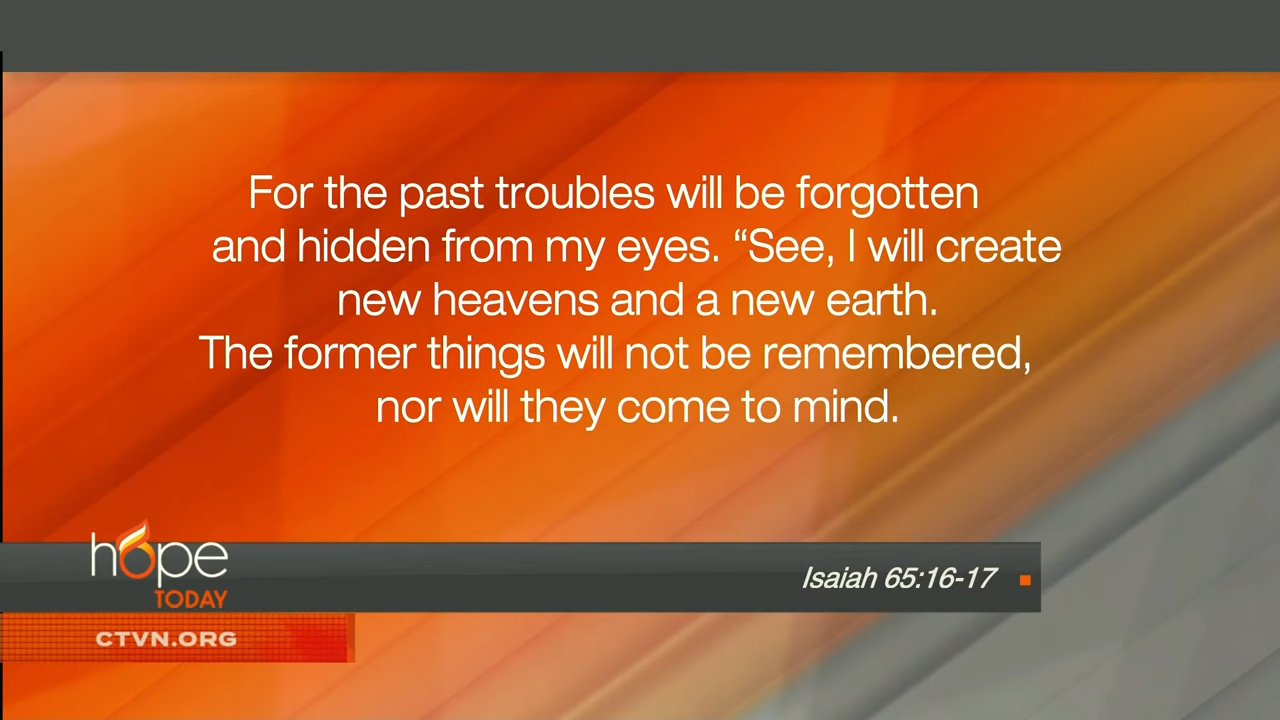 For the past troubles will be forgotten
and hidden from my eyes. “See, I will create
new heavens and a new earth.
The former things will not be remembered,
nor will they come to mind.
hope
TODAY
Isaiah 65:16-17
CTVN.ORG